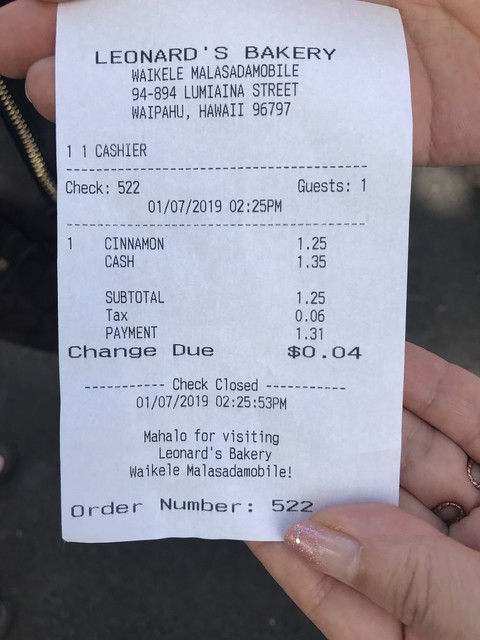 LEONARD'S BAKERY
WAIKELE MALASADAMOBILE
94-894 LUMIAINA STREET
WAIPAHU, HAWAII 96797
1 1 CASHIER
Check: 522 Guests: 1
01/07/2019 02:25PM
1 CINNAMON 1.25
CASH 1.35
SUBTOTAL 1.25
Tax 0.06
PAYMENT 1.31
Change Due $0.04
----------- Check Closed -----------
01/07/2019 02:25:53PM
Mahalo for visiting
Leonard's Bakery
Waikele Malasadamobile!
Order Number: 522